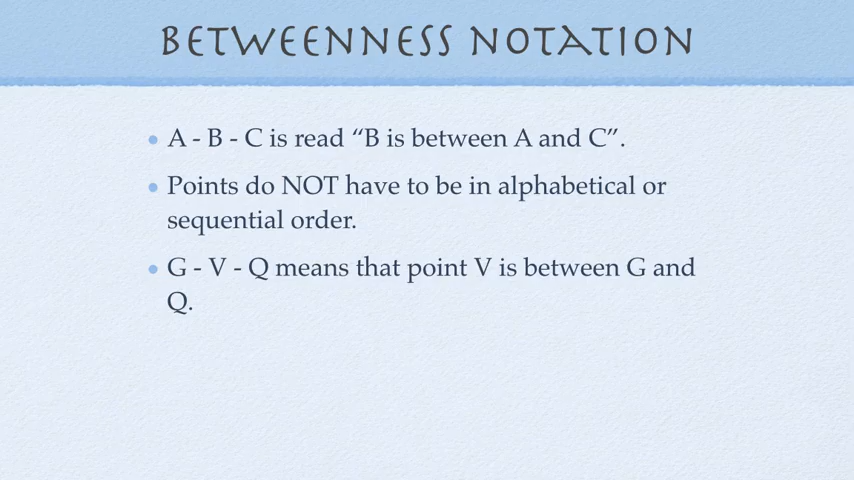 BETWEENNESS NOTATION
A - B - C is read “B is between A and C”.
Points do NOT have to be in alphabetical or
sequential order.
G - V - Q means that point V is between G and
Q.